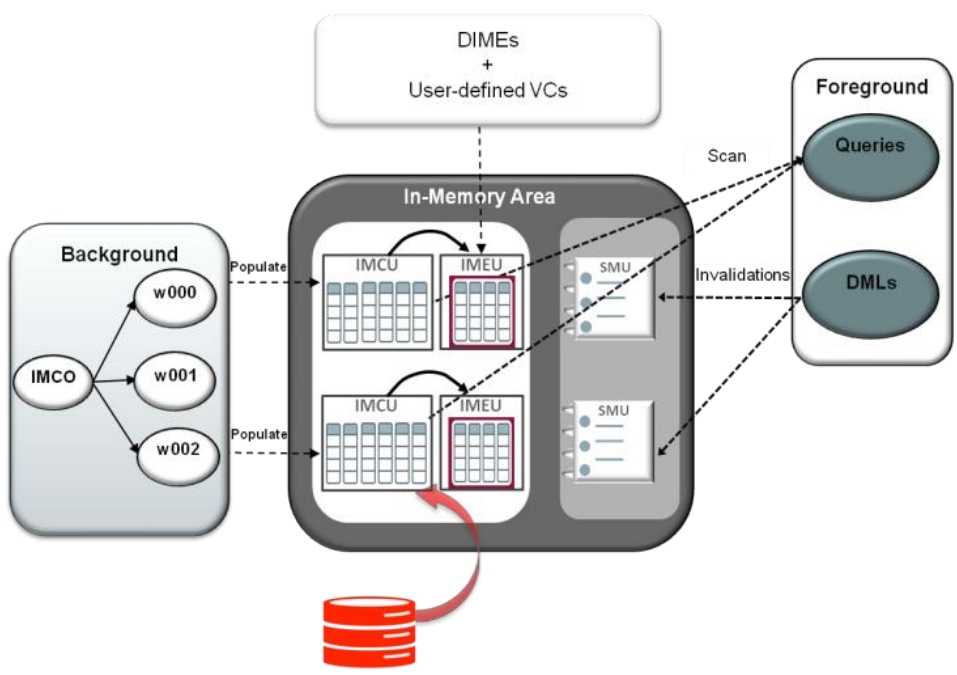 DIMEs
+
User-defined VCs
Foreground
Queries
Scan
In-Memory Area
Background
Populate
IMCU
IMEU
SMU
Invalidations
DMLs
w000
IMCO
w001
IMCU
IMEU
SMU
Populate
w002